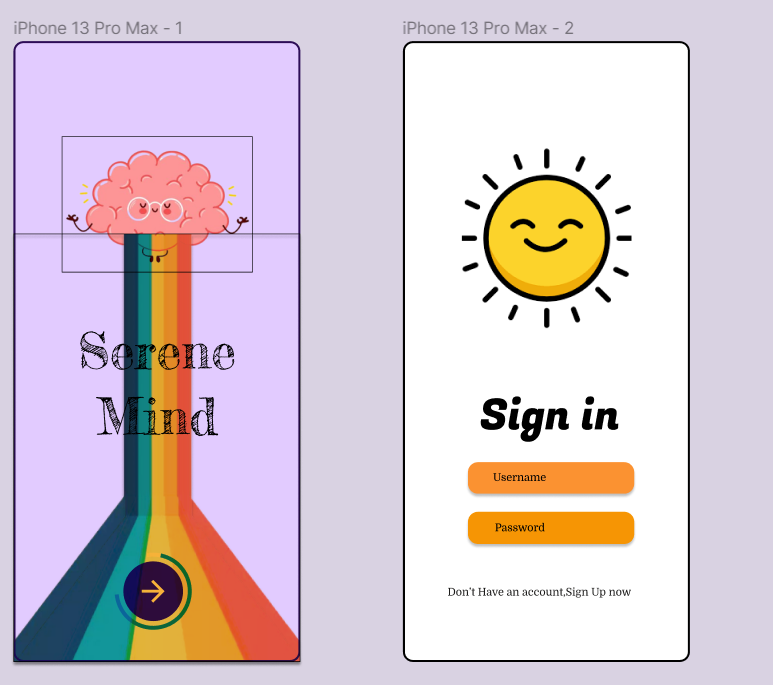 iPhone 13 Pro Max - 1
Serene
Mind
iPhone 13 Pro Max - 2
Sign in
Username
Password
Don't Have an account,Sign Up now